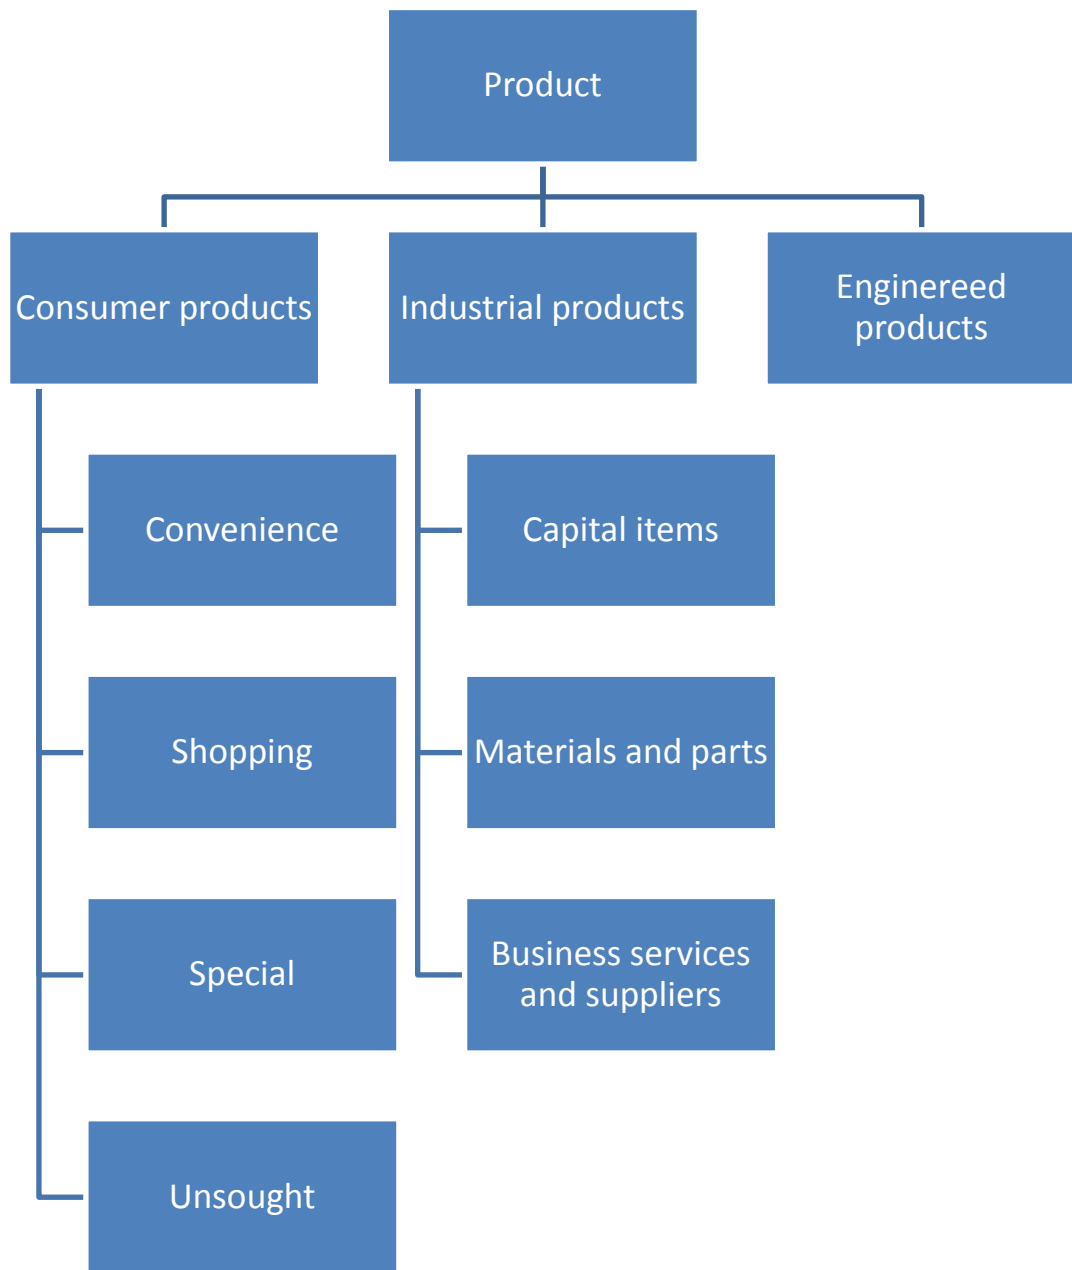 Product
Consumer products
Industrial products
Enginereed
products
Convenience
Capital items
Shopping
Materials and parts
Special
Business services
and suppliers
Unsought